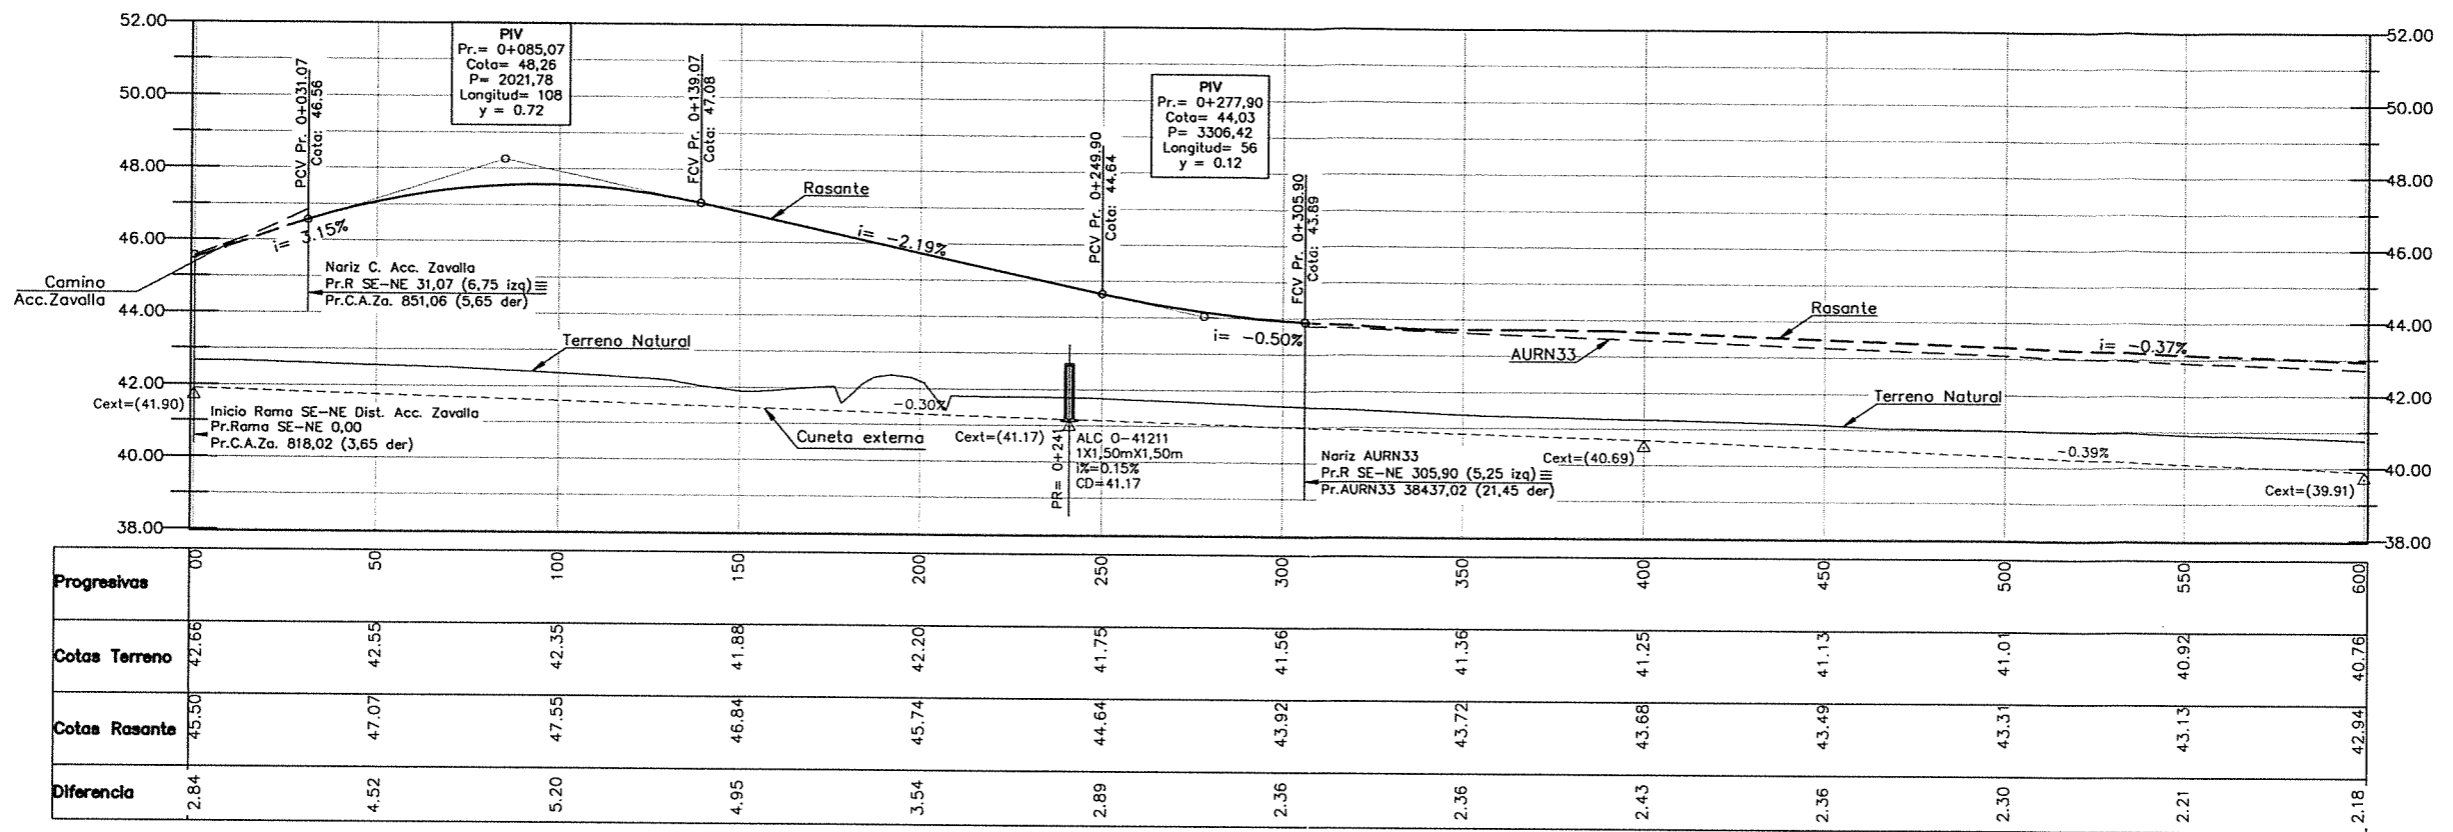 52.00
50.00
48.00
46.00
44.00
42.00
40.00
38.00
52.00
50.00
48.00
46.00
44.00
42.00
40.00
38.00
PIV
Pr.= 0+085,07
Cota= 48,26
P= 2021,78
Longitud= 108
y = 0.72
PIV
Pr.= 0+277,90
Cota= 44,03
P= 3306,42
Longitud= 56
y = 0.12
PCV Pr. 0+031.07
Cota: 46.56
FCV Pr. 0+139.07
Cota: 47.08
PCV Pr. 0+249.90
Cota: 44.64
FCV Pr. 0+305.90
Cota: 43.89
Rasante
i= 3.15%
i= -2.19%
i= -0.50%
Rasante
i= -0.37%
AURN33
Camino
Acc.Zavalla
Nariz C. Acc. Zavalla
Pr.R SE-NE 31,07 (6,75 izq)≡
Pr.C.A.Za. 851,06 (5,65 der)
Terreno Natural
Terreno Natural
Cext=(41.90)
Inicio Rama SE-NE Dist. Acc. Zavalla
Pr.Rama SE-NE 0,00
Pr.C.A.Za. 818,02 (3,65 der)
-0.30%
Cuneta externa
Cext=(41.17)
PR= 0+241
ALC O-41211
1X1,50mX1,50m
i%=0.15%
CD=41.17
Nariz AURN33
Pr.R SE-NE 305,90 (5,25 izq)≡
Pr.AURN33 38437,02 (21,45 der)
Cext=(40.69)
-0.39%
Cext=(39.91)
Progresivas 00 50 100 150 200 250 300 350 400 450 500 550 600
Cotas Terreno 42.66 42.55 42.35 41.88 42.20 41.75 41.56 41.36 41.25 41.13 41.01 40.92 40.76
Cotas Rasante 45.50 47.07 47.55 46.84 45.74 44.64 43.92 43.72 43.68 43.49 43.31 43.13 42.94
Diferencia 2.84 4.52 5.20 4.95 3.54 2.89 2.36 2.36 2.43 2.36 2.30 2.21 2.18